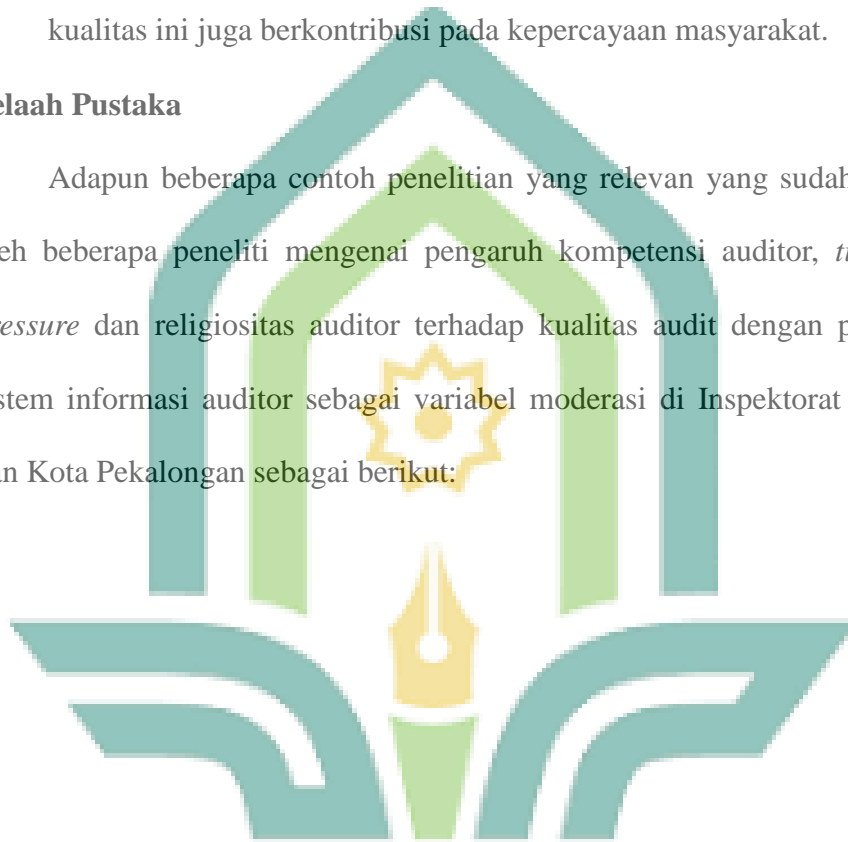 kualitas ini juga berkontribusi pada kepercayaan masyarakat.
elaah Pustaka
Adapun beberapa contoh penelitian yang relevan yang sudah
eh beberapa peneliti mengenai pengaruh kompetensi auditor,
essure dan religiositas auditor terhadap kualitas audit dengan
stem informasi auditor sebagai variabel moderasi di Inspektorat
an Kota Pekalongan sebagai berikut: